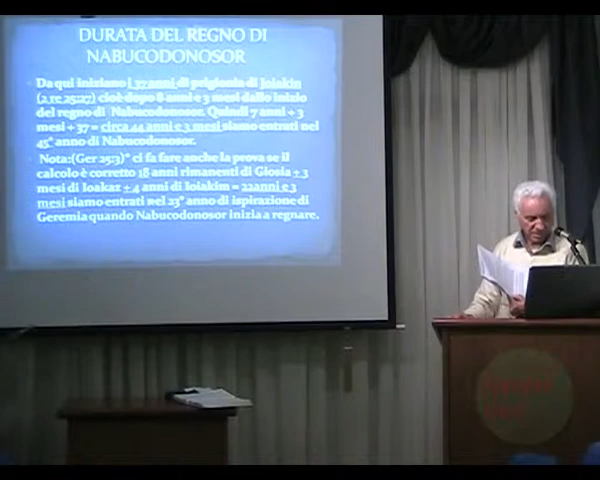 DURATA DEL REGNO DI
NABUCODONOSOR
Da qui iniziano i 37 anni di prigionia di Joiakin
(2 re 25:27) cioè dopo 8 anni e 3 mesi dallo inizio
del regno di Nabucodonosor. Quindi 7 anni + 3
mesi + 37 = circa 44 anni e 3 mesi siamo entrati nel
45° anno di Nabucodonosor.
Nota:(Ger 25:3)* ci fa fare anche la prova se il
calcolo è corretto 18 anni rimanenti di Giosia + 3
mesi di Ioakaz + 4 anni di Ioiakim = 22anni e 3
mesi siamo entrati nel 23° anno di ispirazione di
Geremia quando Nabucodonosor inizia a regnare.